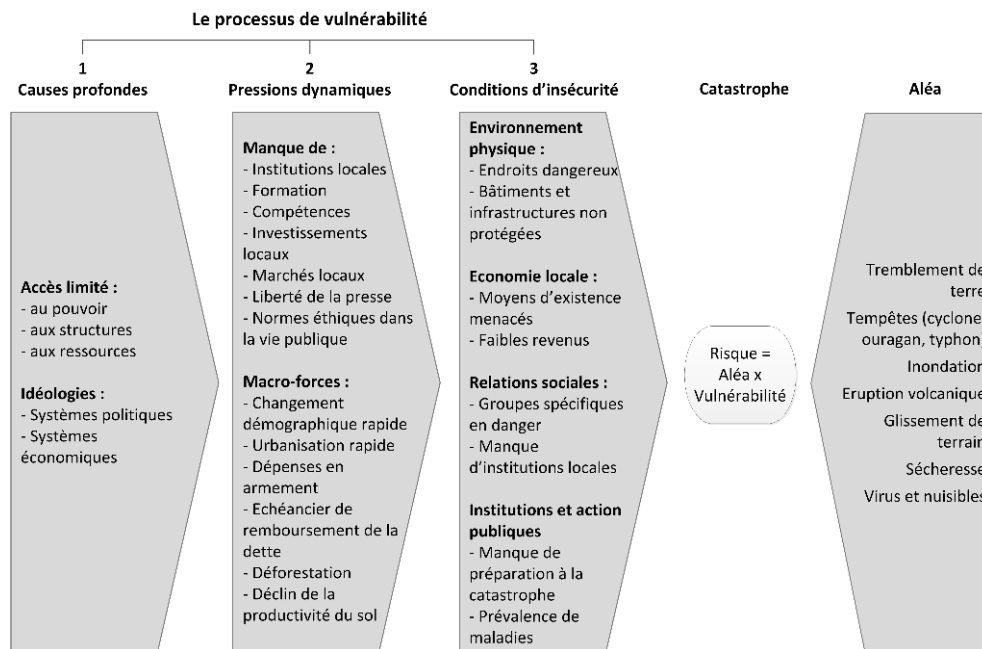 Le processus de vulnérabilité
1
Causes profondes
2
Pressions dynamiques
3
Conditions d'insécurité
Catastrophe
Aléa
Accès limité :
- au pouvoir
- aux structures
- aux ressources
Idéologies :
- Systèmes politiques
- Systèmes
économiques
Manque de :
- Institutions locales
- Formation
- Compétences
- Investissements
locaux
- Marchés locaux
- Liberté de la presse
- Normes éthiques dans
la vie publique
Macro-forces :
- Changement
démographique rapide
- Urbanisation rapide
- Dépenses en
armement
- Echéancier de
remboursement de la
dette
- Déforestation
- Déclin de la
productivité du sol
Environnement
physique :
- Endroits dangereux
- Bâtiments et
infrastructures non
protégées
Economie locale :
- Moyens d'existence
menacés
- Faibles revenus
Relations sociales :
- Groupes spécifiques
en danger
- Manque
d'institutions locales
Institutions et action
publiques
- Manque de
préparation à la
catastrophe
- Prévalence de
maladies
Risque =
Aléa x
Vulnérabilité
Tremblement de
terre
Tempêtes (cyclone,
ouragan, typhon)
Inondation
Eruption volcanique
Glissement de
terrain
Sécheresse
Virus et nuisibles